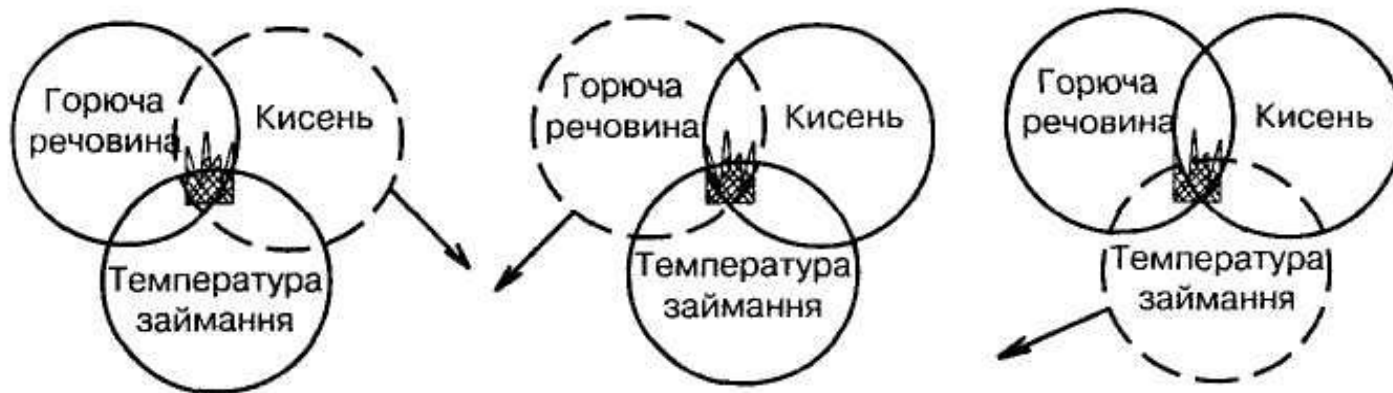 Горюча
речовина
Кисень
Температура
займання
Горюча
речовина
Кисень
Температура
займання
Горюча
речовина
Кисень
Температура
займання